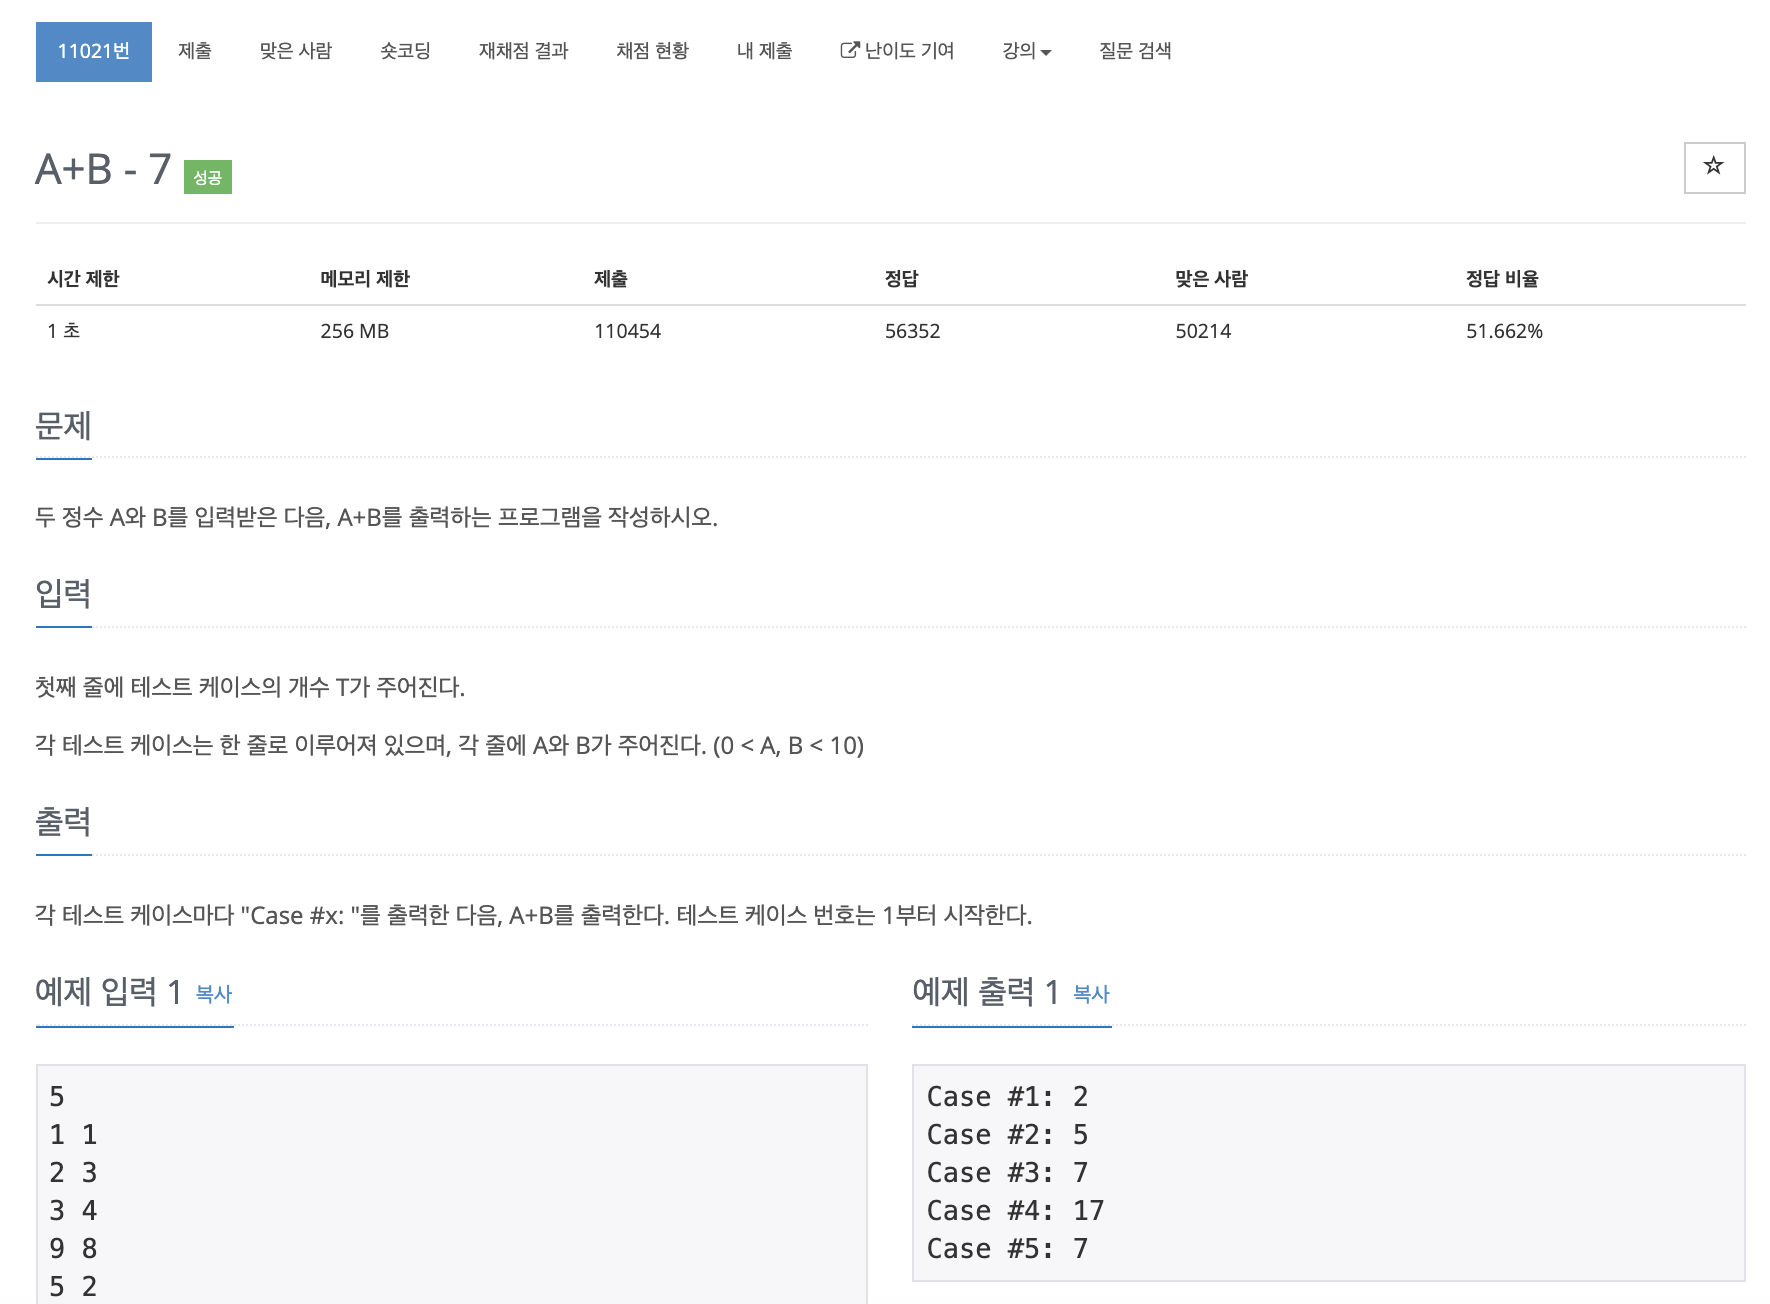 11021번 제출 맞은 사람 숏코딩 재채점 결과 채점 현황 내 제출 난이도 기여 강의 질문 검색
A+B - 7 성공
시간 제한 메모리 제한 제출 정답 맞은 사람 정답 비율
1 초 256 MB 110454 56352 50214 51.662%
문제
두 정수 A와 B를 입력받은 다음, A+B를 출력하는 프로그램을 작성하시오.
입력
첫째 줄에 테스트 케이스의 개수 T가 주어진다.
각 테스트 케이스는 한 줄로 이루어져 있으며, 각 줄에 A와 B가 주어진다. (0 < A, B < 10)
출력
각 테스트 케이스마다 "Case #x: "를 출력한 다음, A+B를 출력한다. 테스트 케이스 번호는 1부터 시작한다.
예제 입력 1 복사
5
1 1
2 3
3 4
9 8
5 2
예제 출력 1 복사
Case #1: 2
Case #2: 5
Case #3: 7
Case #4: 17
Case #5: 7